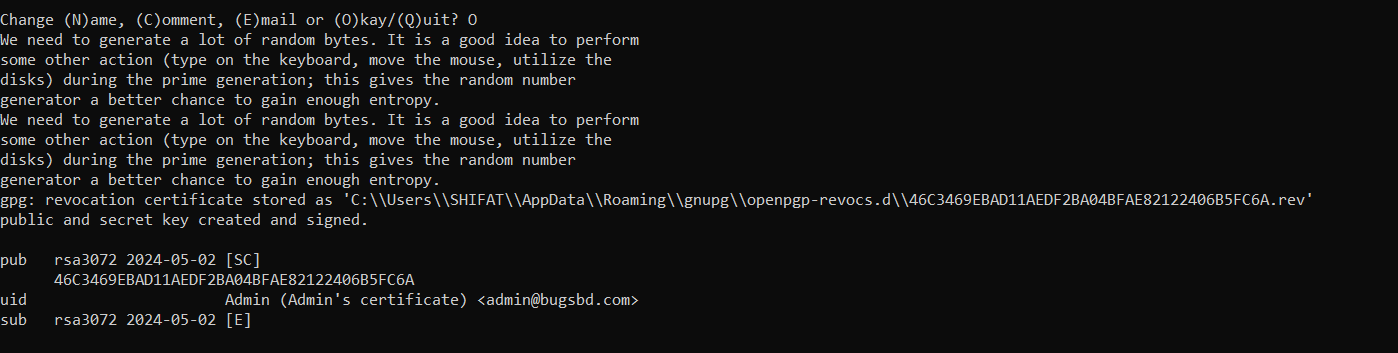 Change (N)ame, (C)omment, (E)mail or (O)kay/(Q)uit? O
We need to generate a lot of random bytes. It is a good idea to perform
some other action (type on the keyboard, move the mouse, utilize the
disks) during the prime generation; this gives the random number
generator a better chance to gain enough entropy.
We need to generate a lot of random bytes. It is a good idea to perform
some other action (type on the keyboard, move the mouse, utilize the
disks) during the prime generation; this gives the random number
generator a better chance to gain enough entropy.
gpg: revocation certificate stored as 'C:\\Users\\SHIFAT\\AppData\\Roaming\\gnupg\\openpgp-revocs.d\\46C3469EBAD11AEDF2BA04BFAE82122406B5FC6A.rev'
public and secret key created and signed.

pub   rsa3072 2024-05-02 [SC]
      46C3469EBAD11AEDF2BA04BFAE82122406B5FC6A
uid                      Admin (Admin's certificate) <admin@bugsbd.com>
sub   rsa3072 2024-05-02 [E]